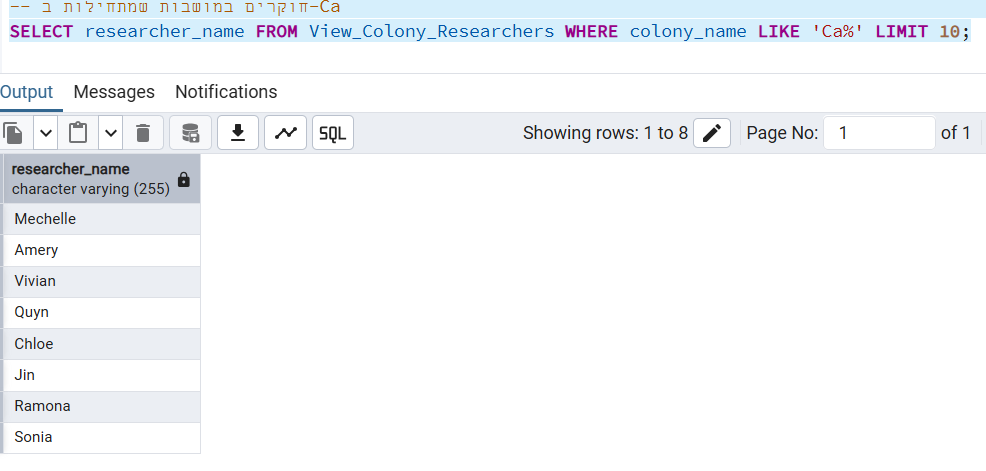 -- חוקרים במושבות שמתחילות ב-Ca
SELECT researcher_name FROM View_Colony_Researchers WHERE colony_name LIKE 'Ca%' LIMIT 10;
Output Messages Notifications
SQL Showing rows: 1 to 8 Page No: 1 of 1
researcher_name
character varying (255)
Mechelle
Amery
Vivian
Quyn
Chloe
Jin
Ramona
Sonia